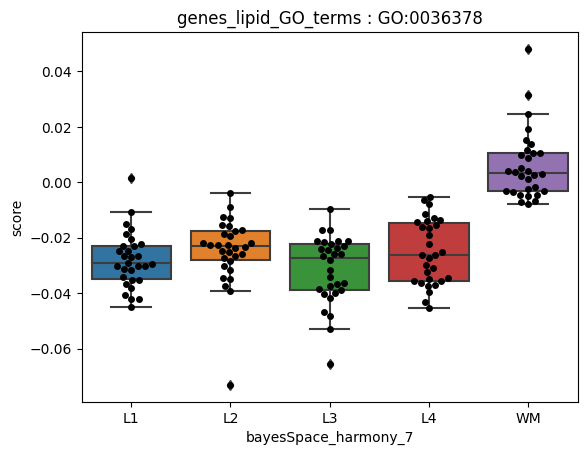 genes_lipid_GO_terms : GO:0036378
score
0.04
0.02
0.00
−0.02
−0.04
−0.06
L1 L2 L3 L4 WM
bayesSpace_harmony_7